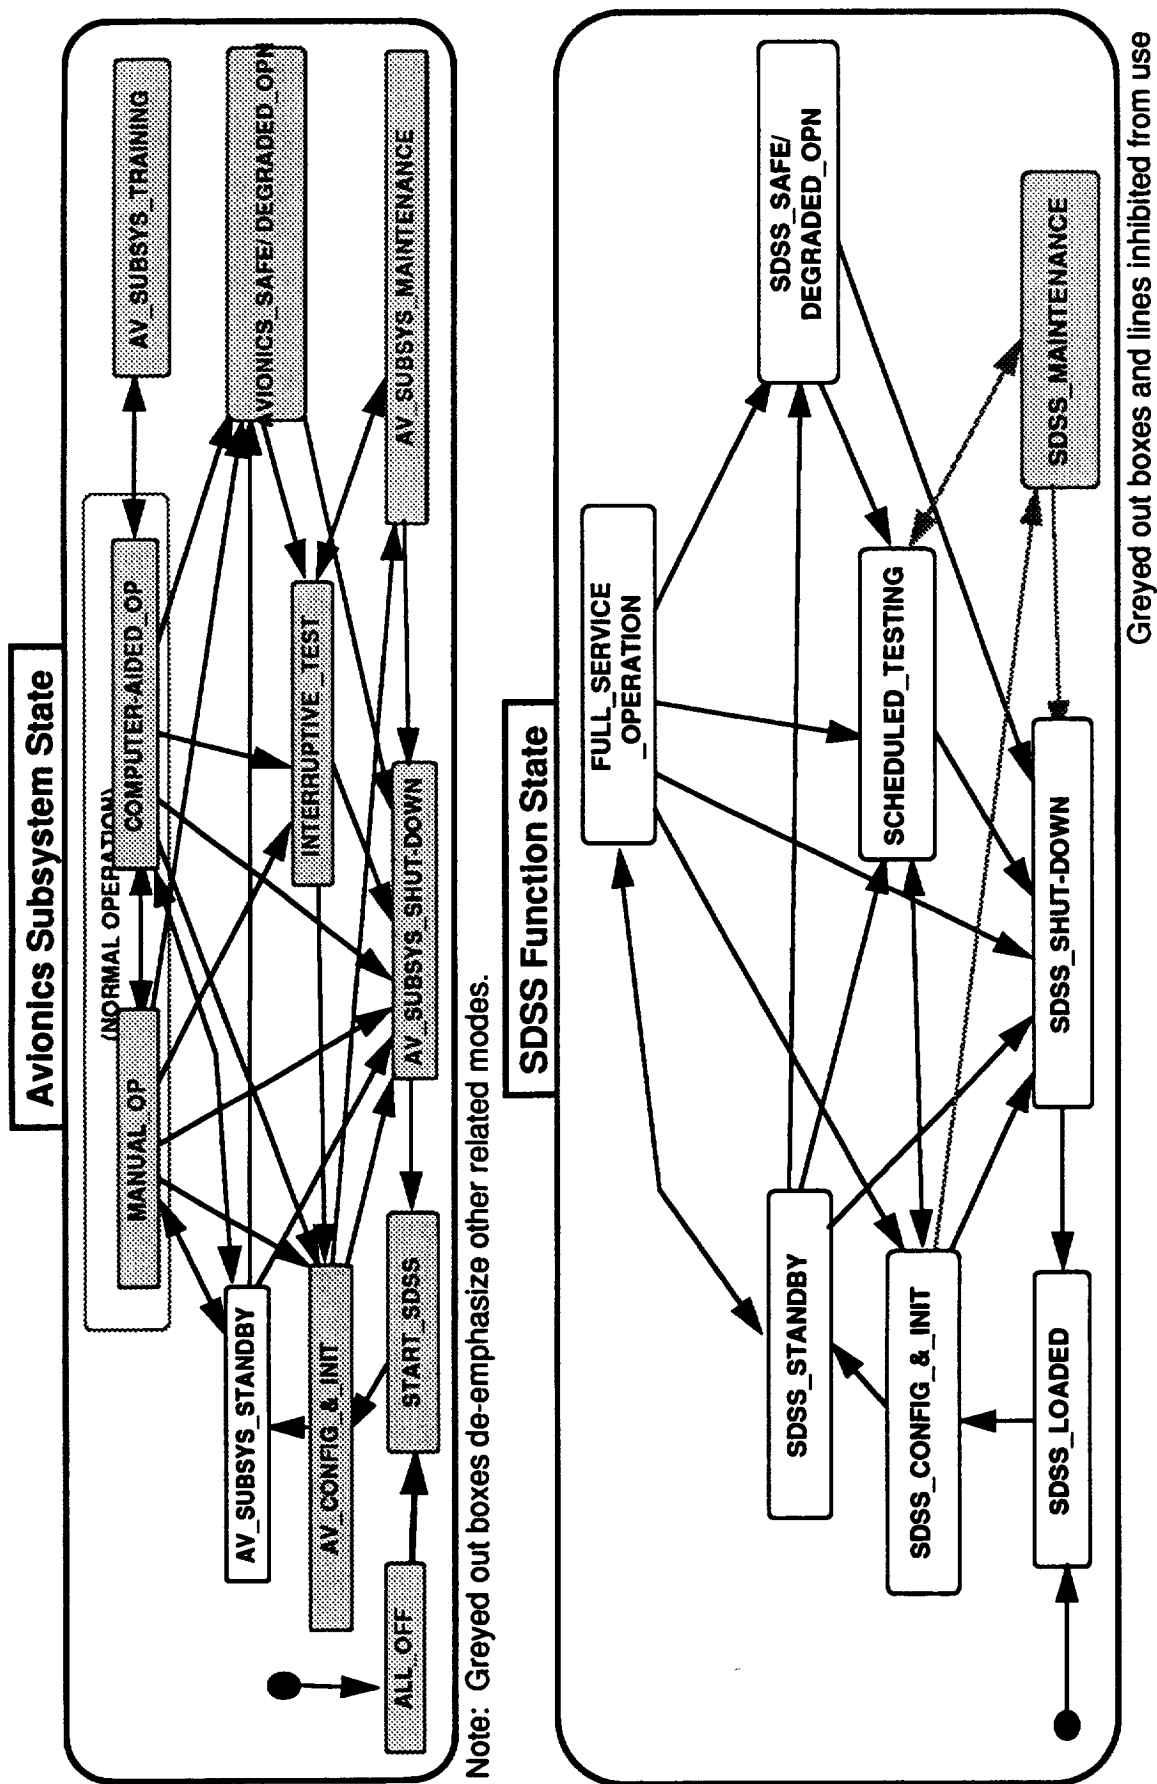 Avionics Subsystem State
(NORMAL OPERATION)
MANUAL_OP
COMPUTER-AIDED_OP
AV_SUBSYS_TRAINING
AV_SUBSYS_STANDBY
AVIONICS_SAFE/ DEGRADED_OPN
AV_CONFIG_&_INIT
INTERRUPTIVE_TEST
ALL_OFF
START_SDSS
AV_SUBSYS_SHUT-DOWN
AV_SUBSYS_MAINTENANCE
Note: Greyed out boxes de-emphasize other related modes.
SDSS Function State
FULL_SERVICE
_OPERATION
SDSS_STANDBY
SDSS_SAFE/
DEGRADED_OPN
SDSS_CONFIG_&_INIT
SCHEDULED_TESTING
SDSS_LOADED
SDSS_SHUT-DOWN
SDSS_MAINTENANCE
Greyed out boxes and lines inhibited from use